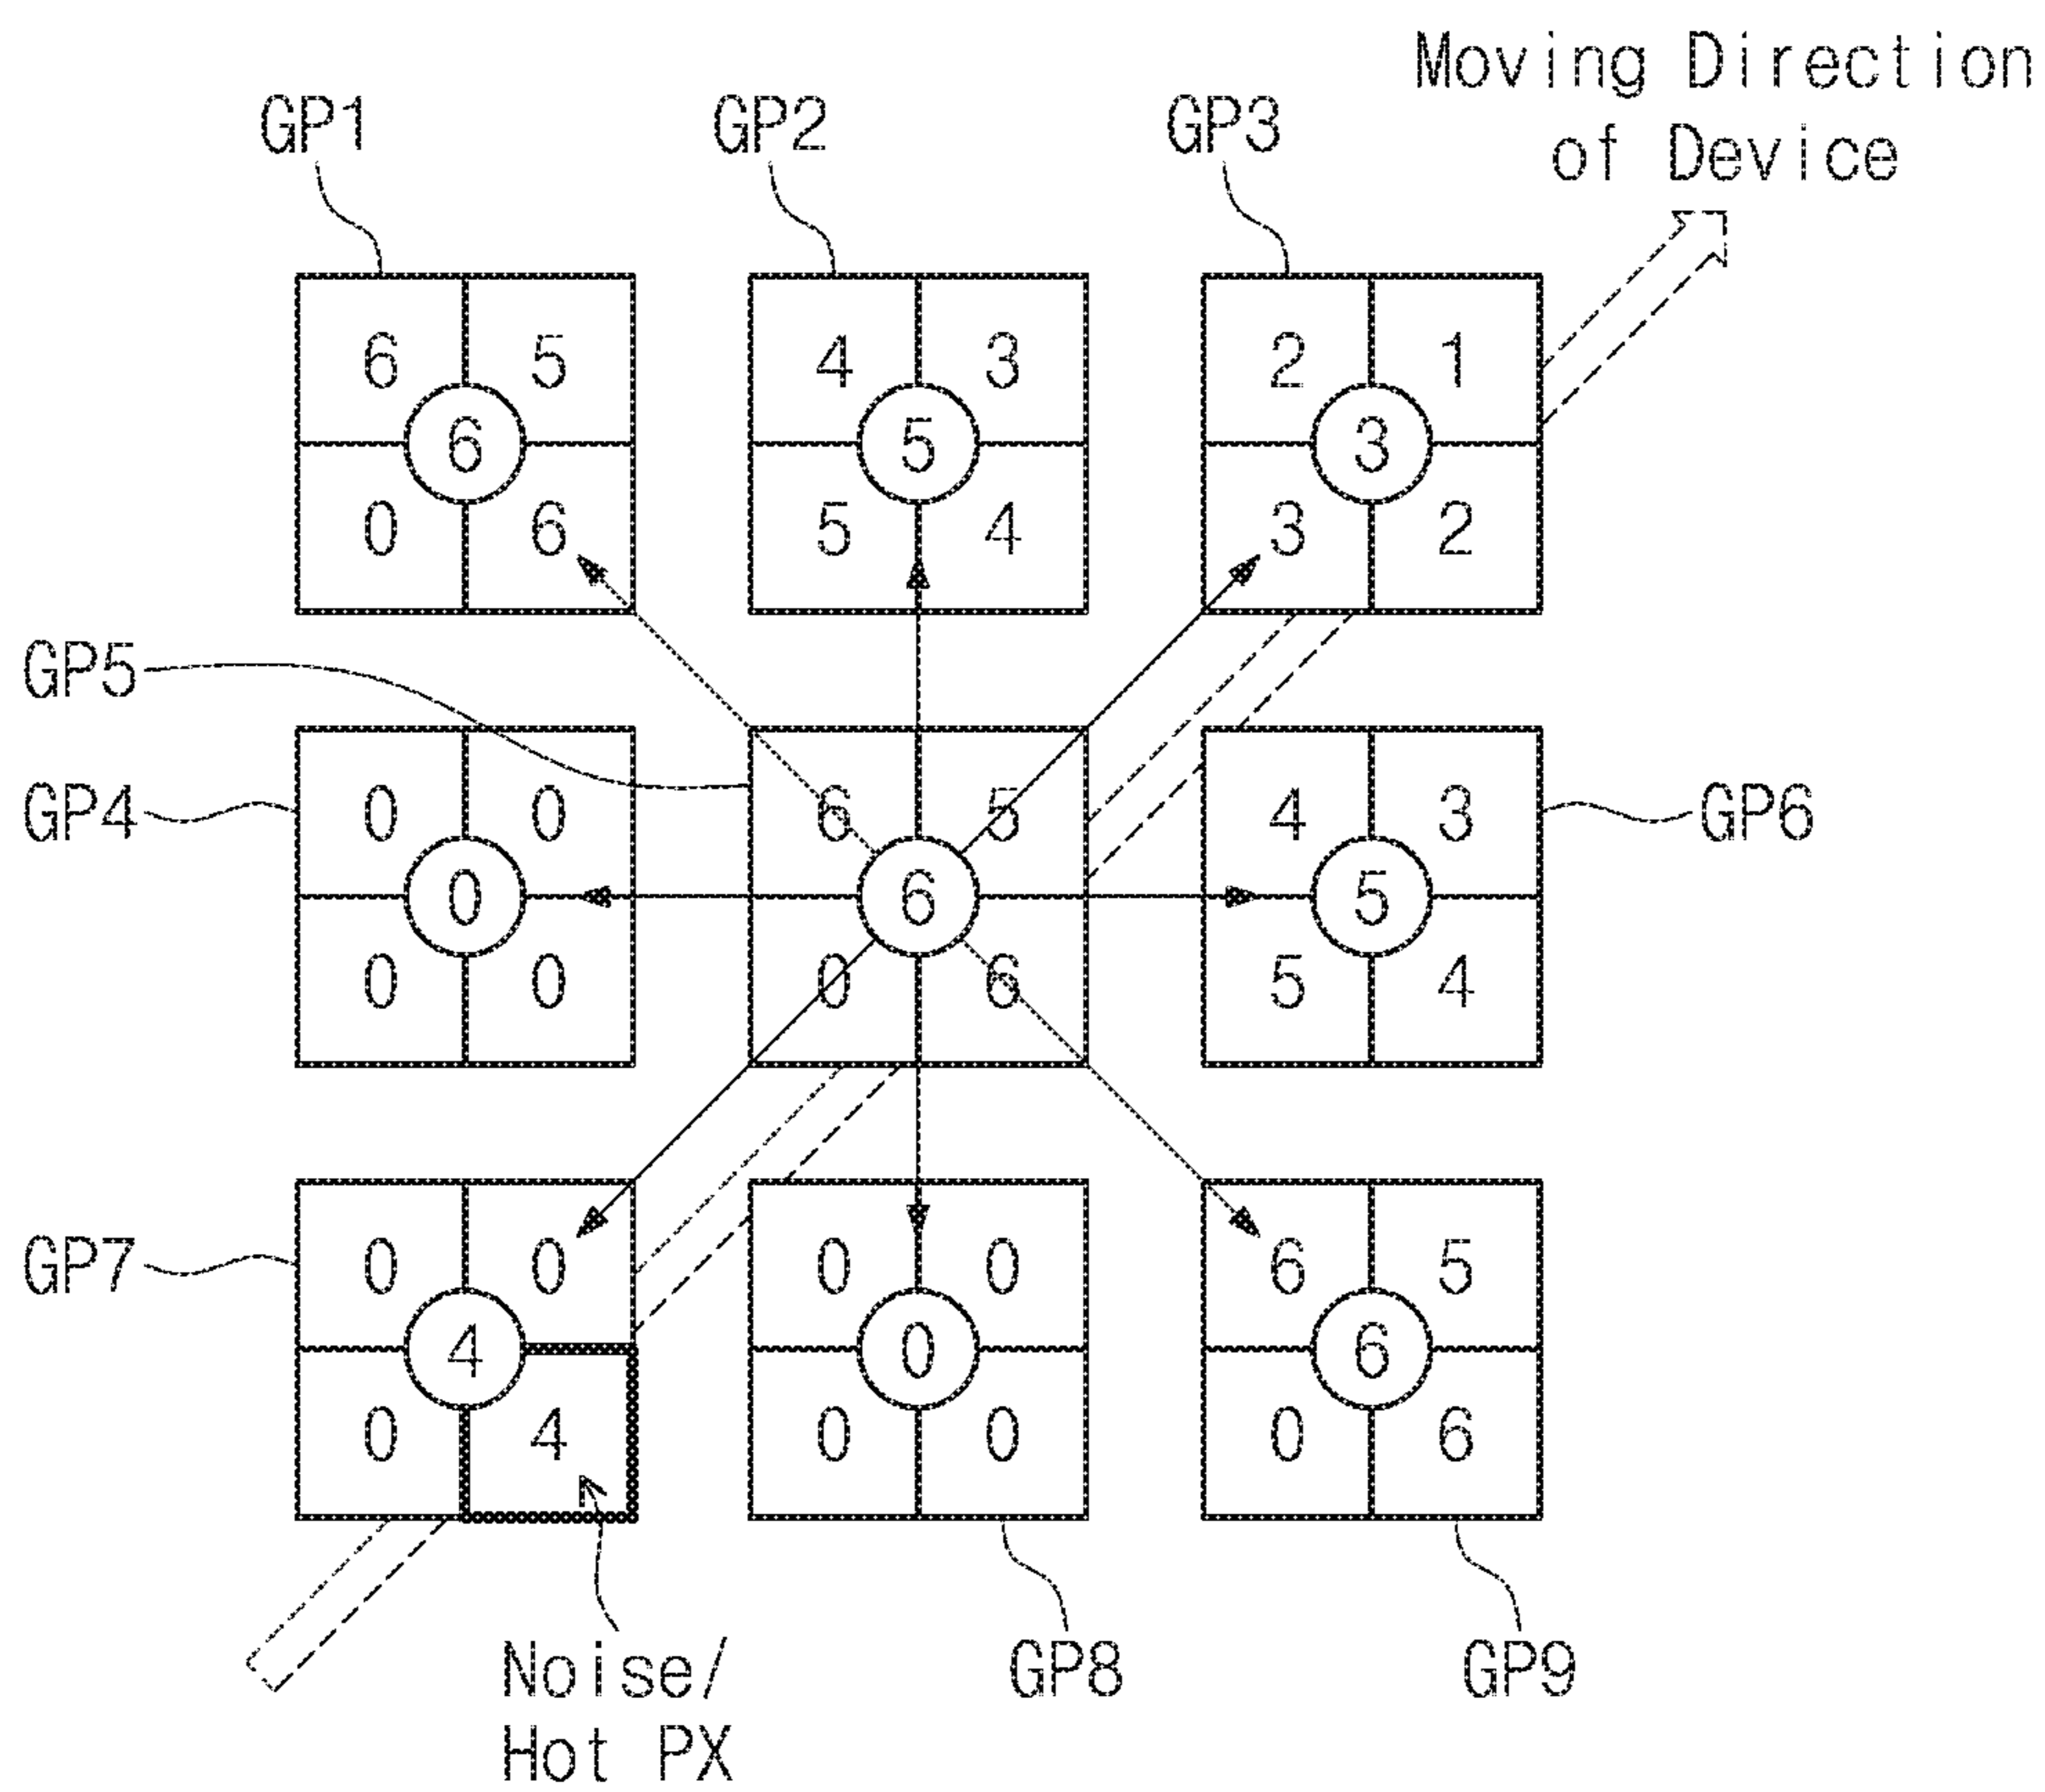 Moving Direction
of Device
GP1 GP2 GP3
6 5 4 3 2 1
6 5 3
0 6 5 4 3 2
GP5
GP4 0 0 6 5 4 3 GP6
0 6 5
0 0 0 6 5 4
GP7 0 0 0 0 6 5
4 0 6
0 4 0 0 0 6
Noise/
Hot PX
GP8 GP9